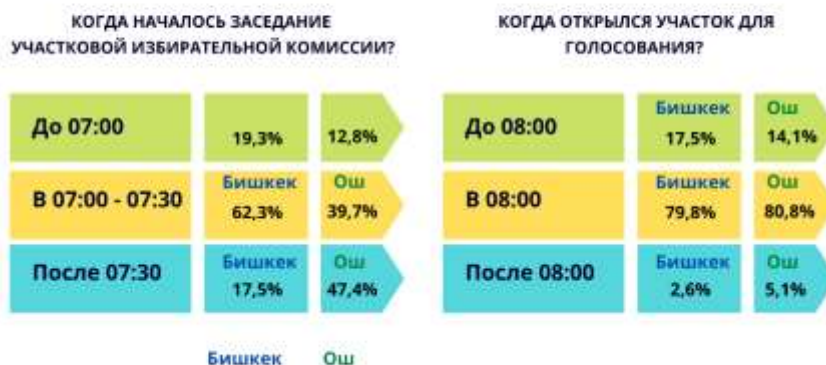 КОГДА НАЧАЛОСЬ ЗАСЕДАНИЕ
УЧАСТКОВОЙ ИЗБИРАТЕЛЬНОЙ КОМИССИИ?
До 07:00
19,3% 12,8%
Бишкек Ош
В 07:00 - 07:30
62,3% 39,7%
Бишкек Ош
После 07:30
17,5% 47,4%
Бишкек Ош
КОГДА ОТКРЫЛСЯ УЧАСТОК ДЛЯ
ГОЛОСОВАНИЯ?
Бишкек Ош
До 08:00
17,5% 14,1%
Бишкек Ош
В 08:00
79,8% 80,8%
Бишкек Ош
После 08:00
2,6% 5,1%